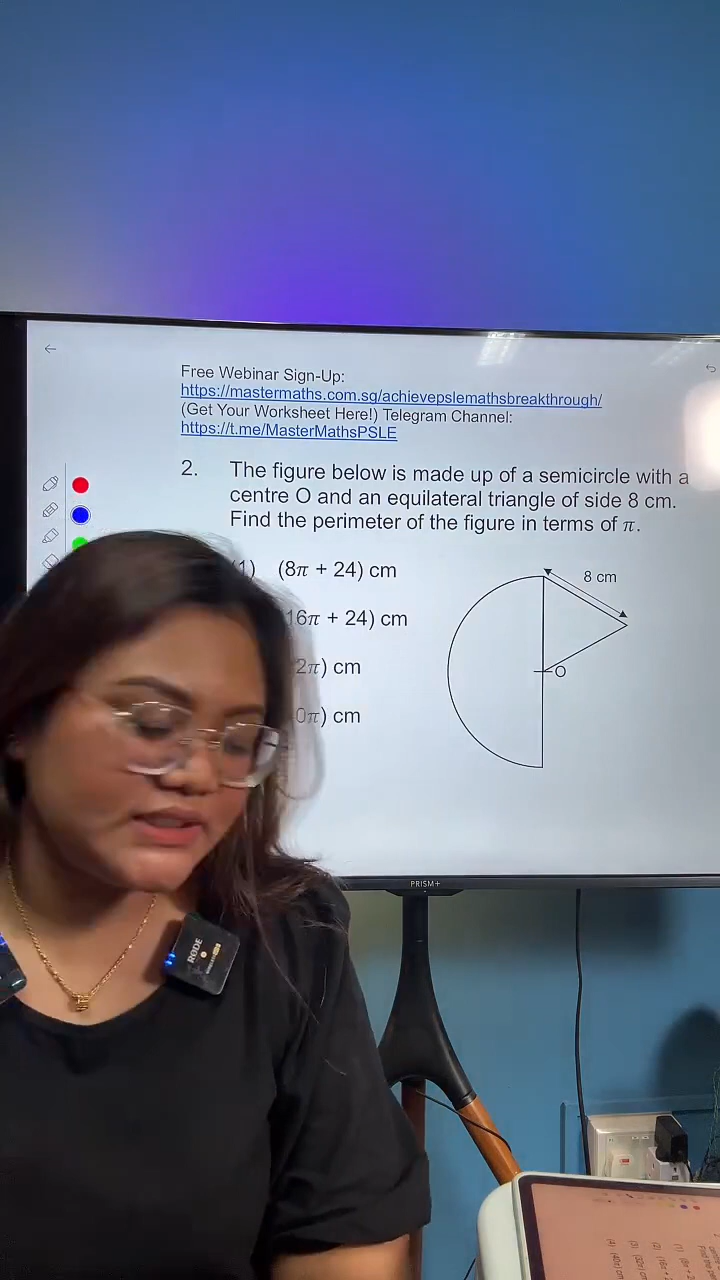 Free Webinar Sign-Up:
https://mastermaths.com.sg/achievepslemathsbreakthrough/
(Get Your Worksheet Here!) Telegram Channel:
https://t.me/MasterMathsPSLE
2. The figure below is made up of a semicircle with a
centre O and an equilateral triangle of side 8 cm.
Find the perimeter of the figure in terms of π.
1) (8π + 24) cm
16π + 24) cm
2π) cm
0π) cm
8 cm
O
PRISM+
RODE